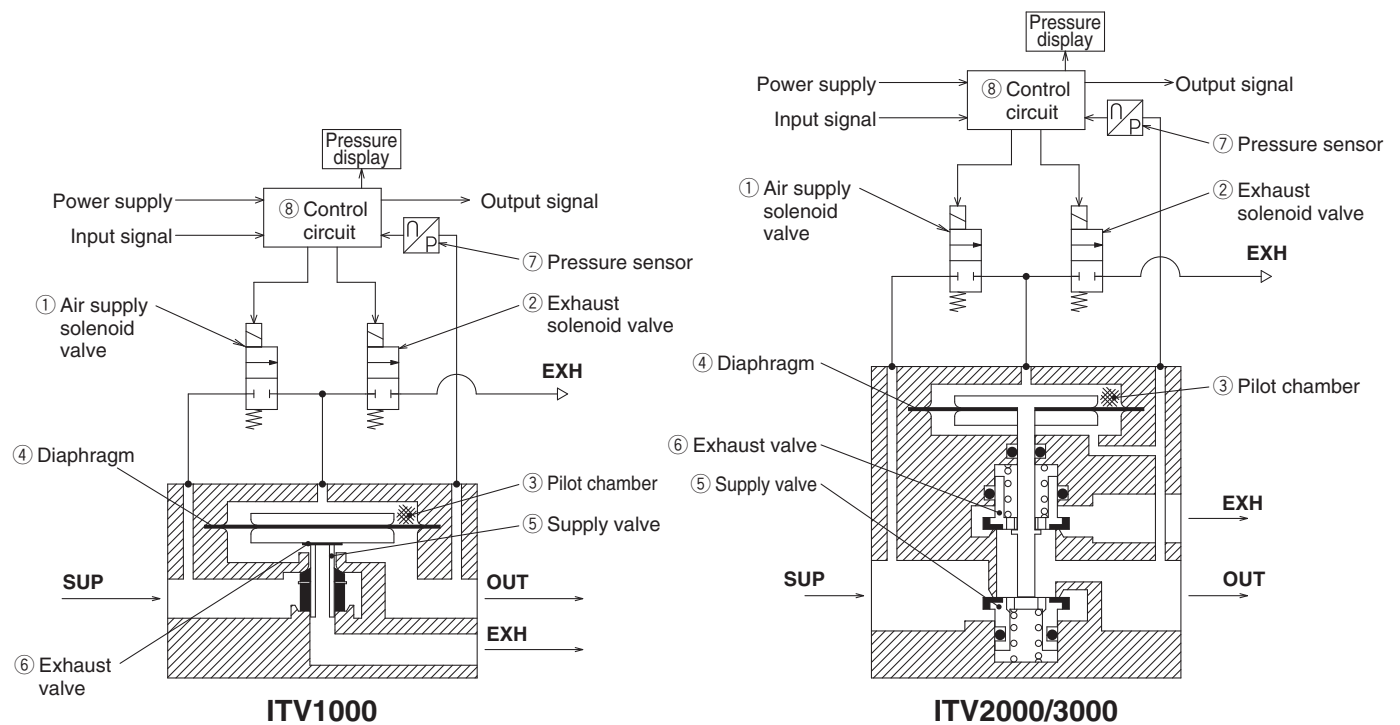 Pressure
display
Power supply
Input signal
⑧ Control
circuit
Output signal
⑦ Pressure sensor
① Air supply
solenoid
valve
② Exhaust
solenoid valve
EXH
④ Diaphragm
③ Pilot chamber
⑤ Supply valve
SUP
OUT
EXH
⑥ Exhaust
valve
ITV1000
Pressure
display
Power supply
Input signal
⑧ Control
circuit
Output signal
P
⑦ Pressure sensor
① Air supply
solenoid
valve
② Exhaust
solenoid valve
EXH
④ Diaphragm
③ Pilot chamber
⑥ Exhaust valve
⑤ Supply valve
EXH
SUP
OUT
ITV2000/3000